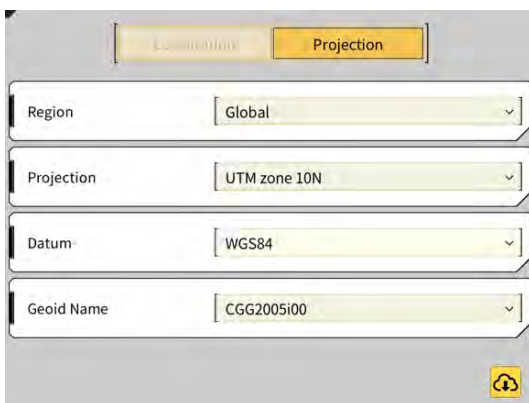 Projection
Region Global
Projection UTM zone 10N
Datum WGS84
Geoid Name CGG2005i00